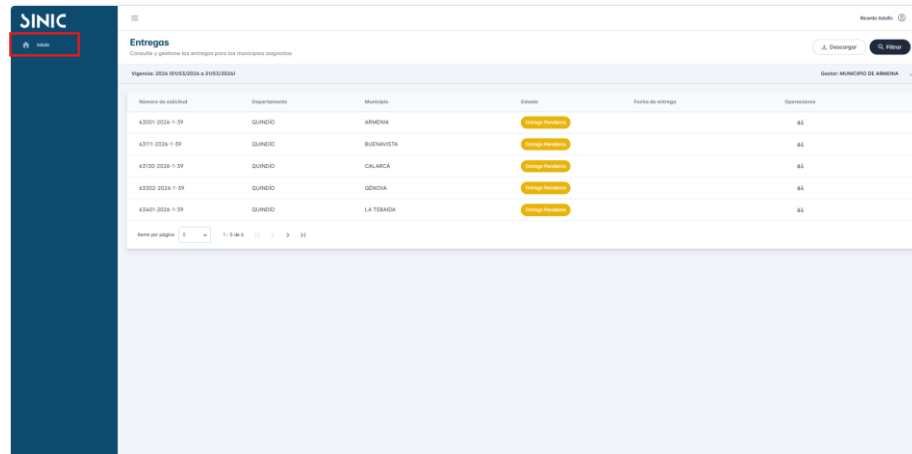 SINIC
Inicio
Ricardo Adolfo
Entregas
Consulte y gestione las entregas para los municipios asignados
Descargar
Filtrar
Vigencia: 2026 (01/03/2026 a 31/03/2026)
Gestor: MUNICIPIO DE ARMENIA
Número de solicitud Departamento Municipio Estado Fecha de entrega Operaciones
63001-2026-1-39 QUINDÍO ARMENIA Entrega Pendiente
63111-2026-1-39 QUINDÍO BUENAVISTA Entrega Pendiente
63130-2026-1-39 QUINDÍO CALARCÁ Entrega Pendiente
63302-2026-1-39 QUINDÍO GÉNOVA Entrega Pendiente
63401-2026-1-39 QUINDÍO LA TEBAIDA Entrega Pendiente
Items por página 5 1 - 5 de 6